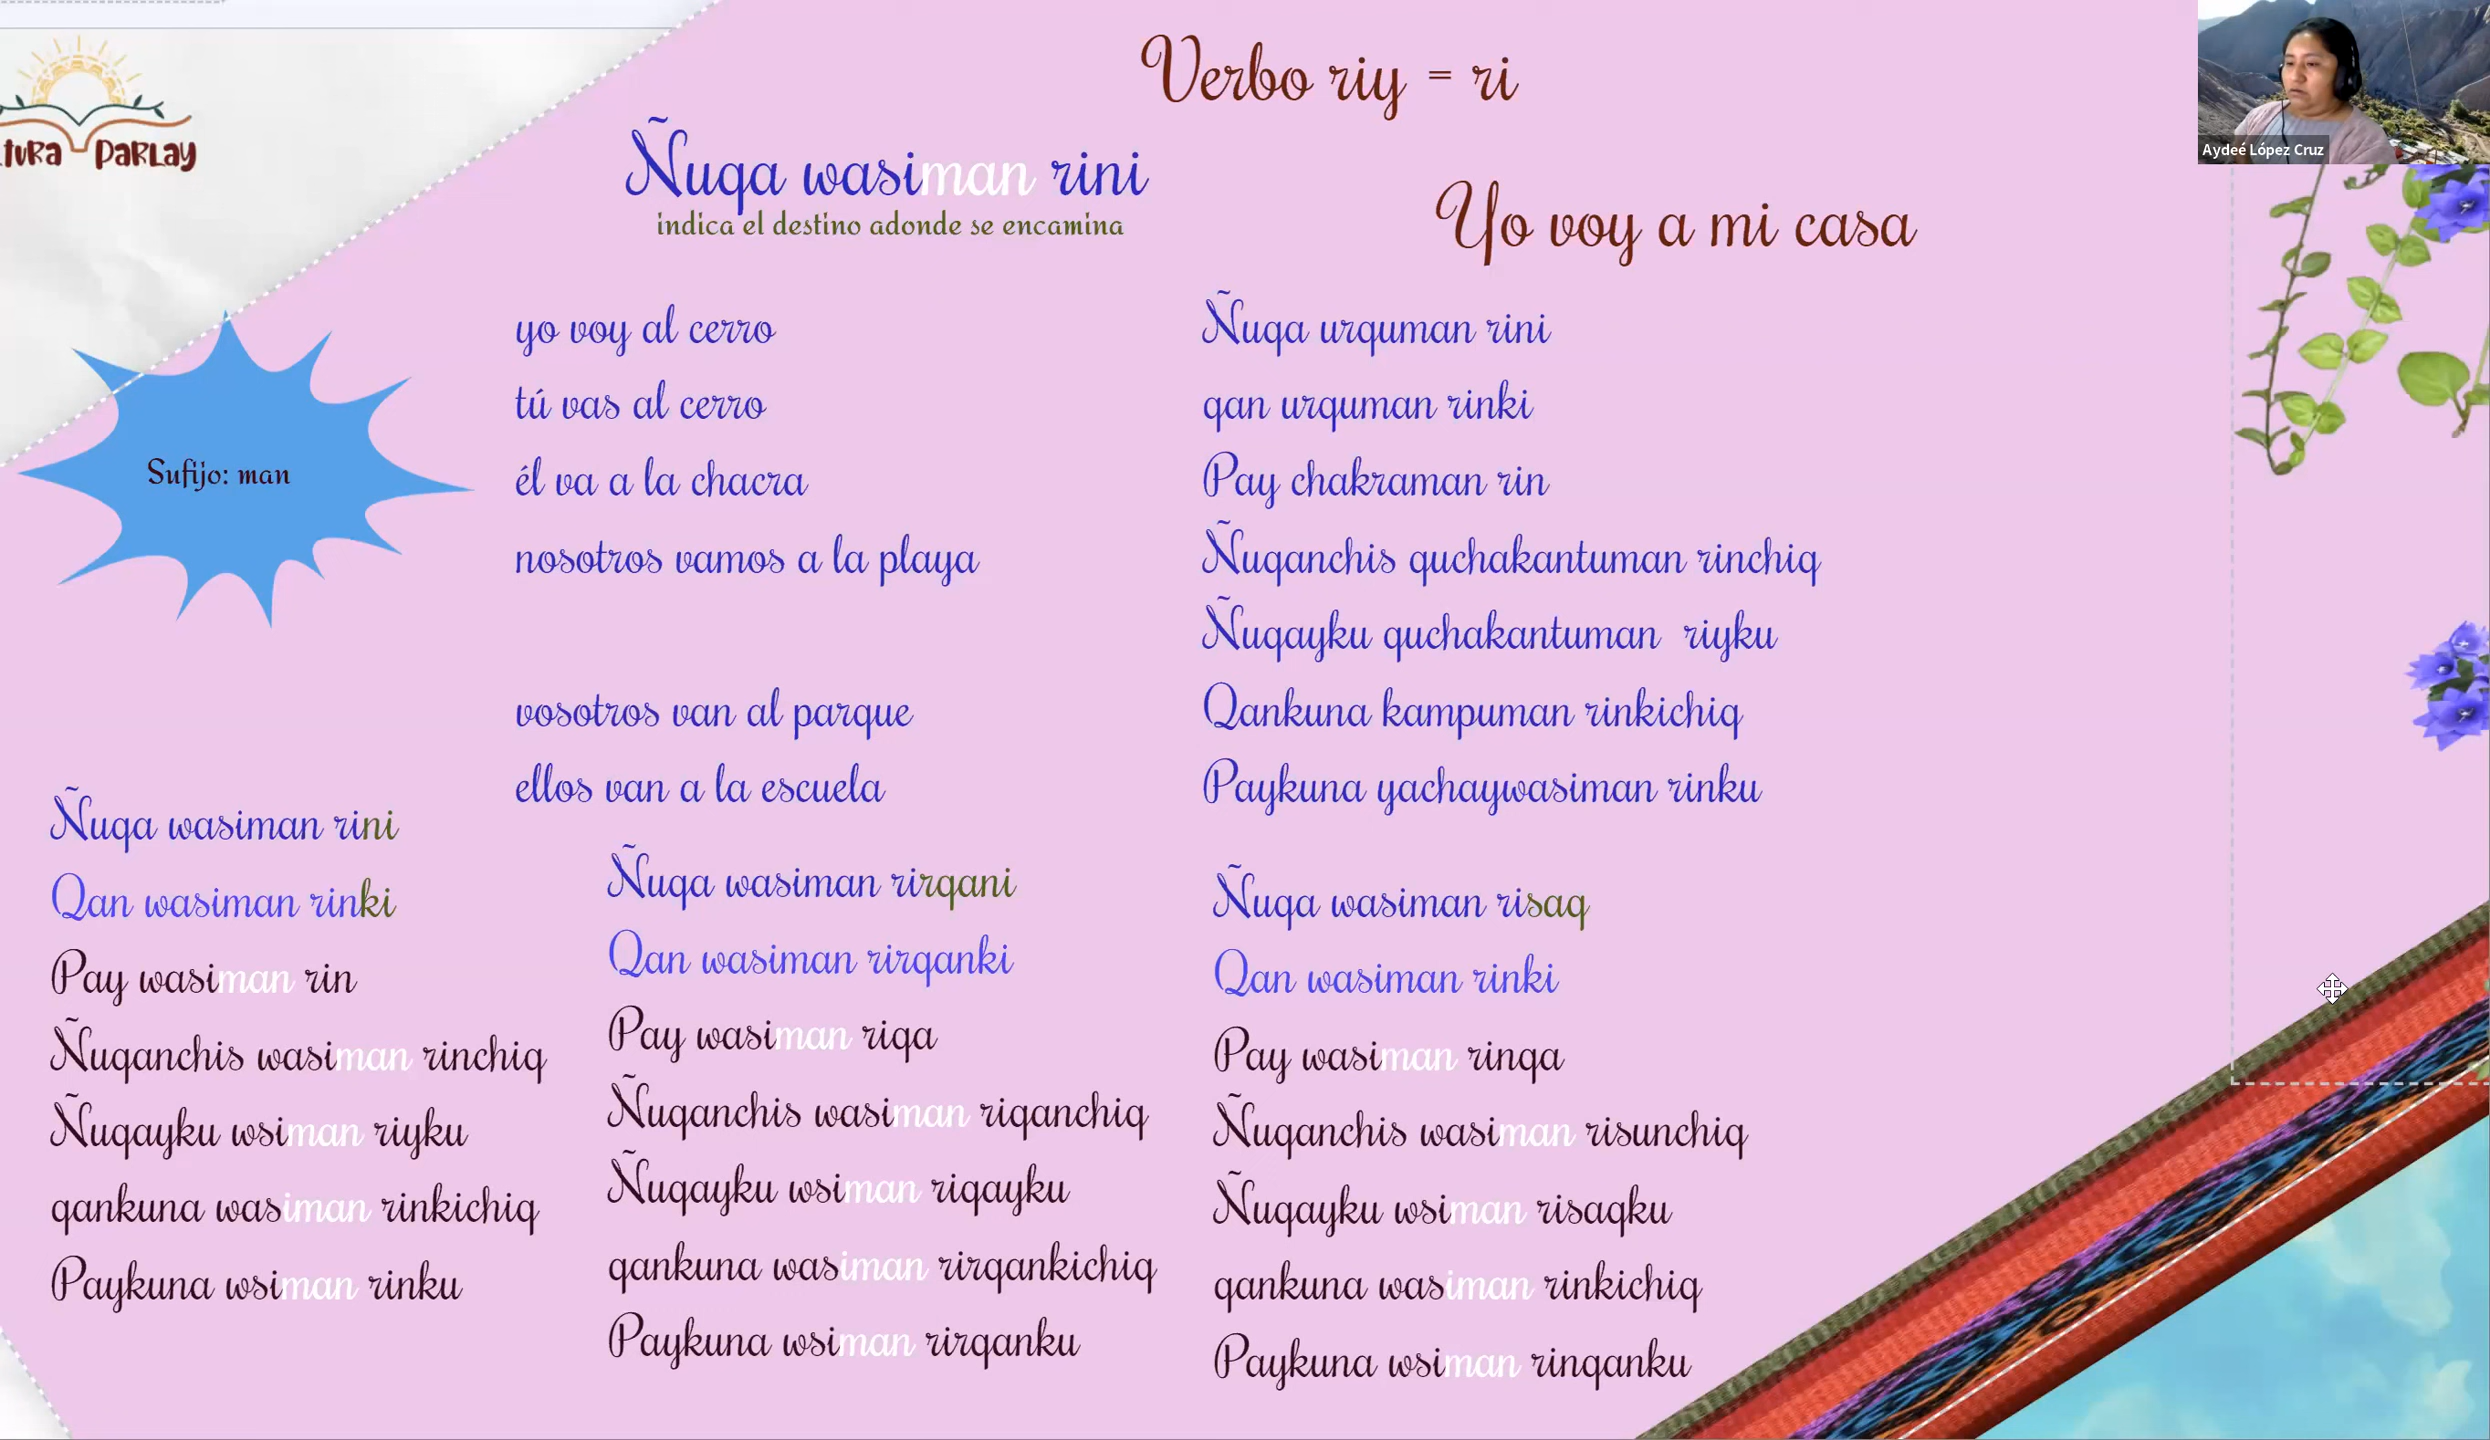 tuRa PaRLay
Verbo riy = ri
Aydeé López Cruz
Ñuqa wasiman rini
indica el destino adonde se encamina
Yo voy a mi casa
Sufijo: man
yo voy al cerro
tú vas al cerro
él va a la chacra
nosotros vamos a la playa
vosotros van al parque
ellos van a la escuela
Ñuqa urquman rini
qan urquman rinki
Pay chakraman rin
Ñuqanchis quchakantuman rinchiq
Ñuqayku quchakantuman riyku
Qankuna kampuman rinkichiq
Paykuna yachaywasiman rinku
Ñuqa wasiman rini
Qan wasiman rinki
Pay wasiman rin
Ñuqanchis wasiman rinchiq
Ñuqayku wsiman riyku
qankuna wasiman rinkichiq
Paykuna wsiman rinku
Ñuqa wasiman rirqani
Qan wasiman rirqanki
Pay wasiman riqa
Ñuqanchis wasiman riqanchiq
Ñuqayku wsiman riqayku
qankuna wasiman rirqankichiq
Paykuna wsiman rirqanku
Ñuqa wasiman risaq
Qan wasiman rinki
Pay wasiman rinqa
Ñuqanchis wasiman risunchiq
Ñuqayku wsiman risaqku
qankuna wasiman rinkichiq
Paykuna wsiman rinqanku